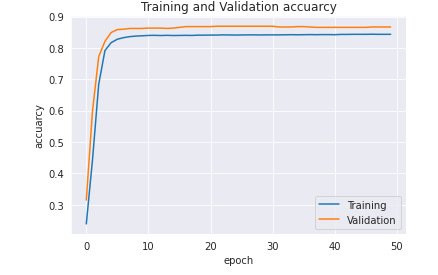 Training and Validation accuarcy
0.9
0.8
0.7
0.6
0.5
0.4
0.3
accuarcy
0 10 20 30 40 50
epoch
Training
Validation